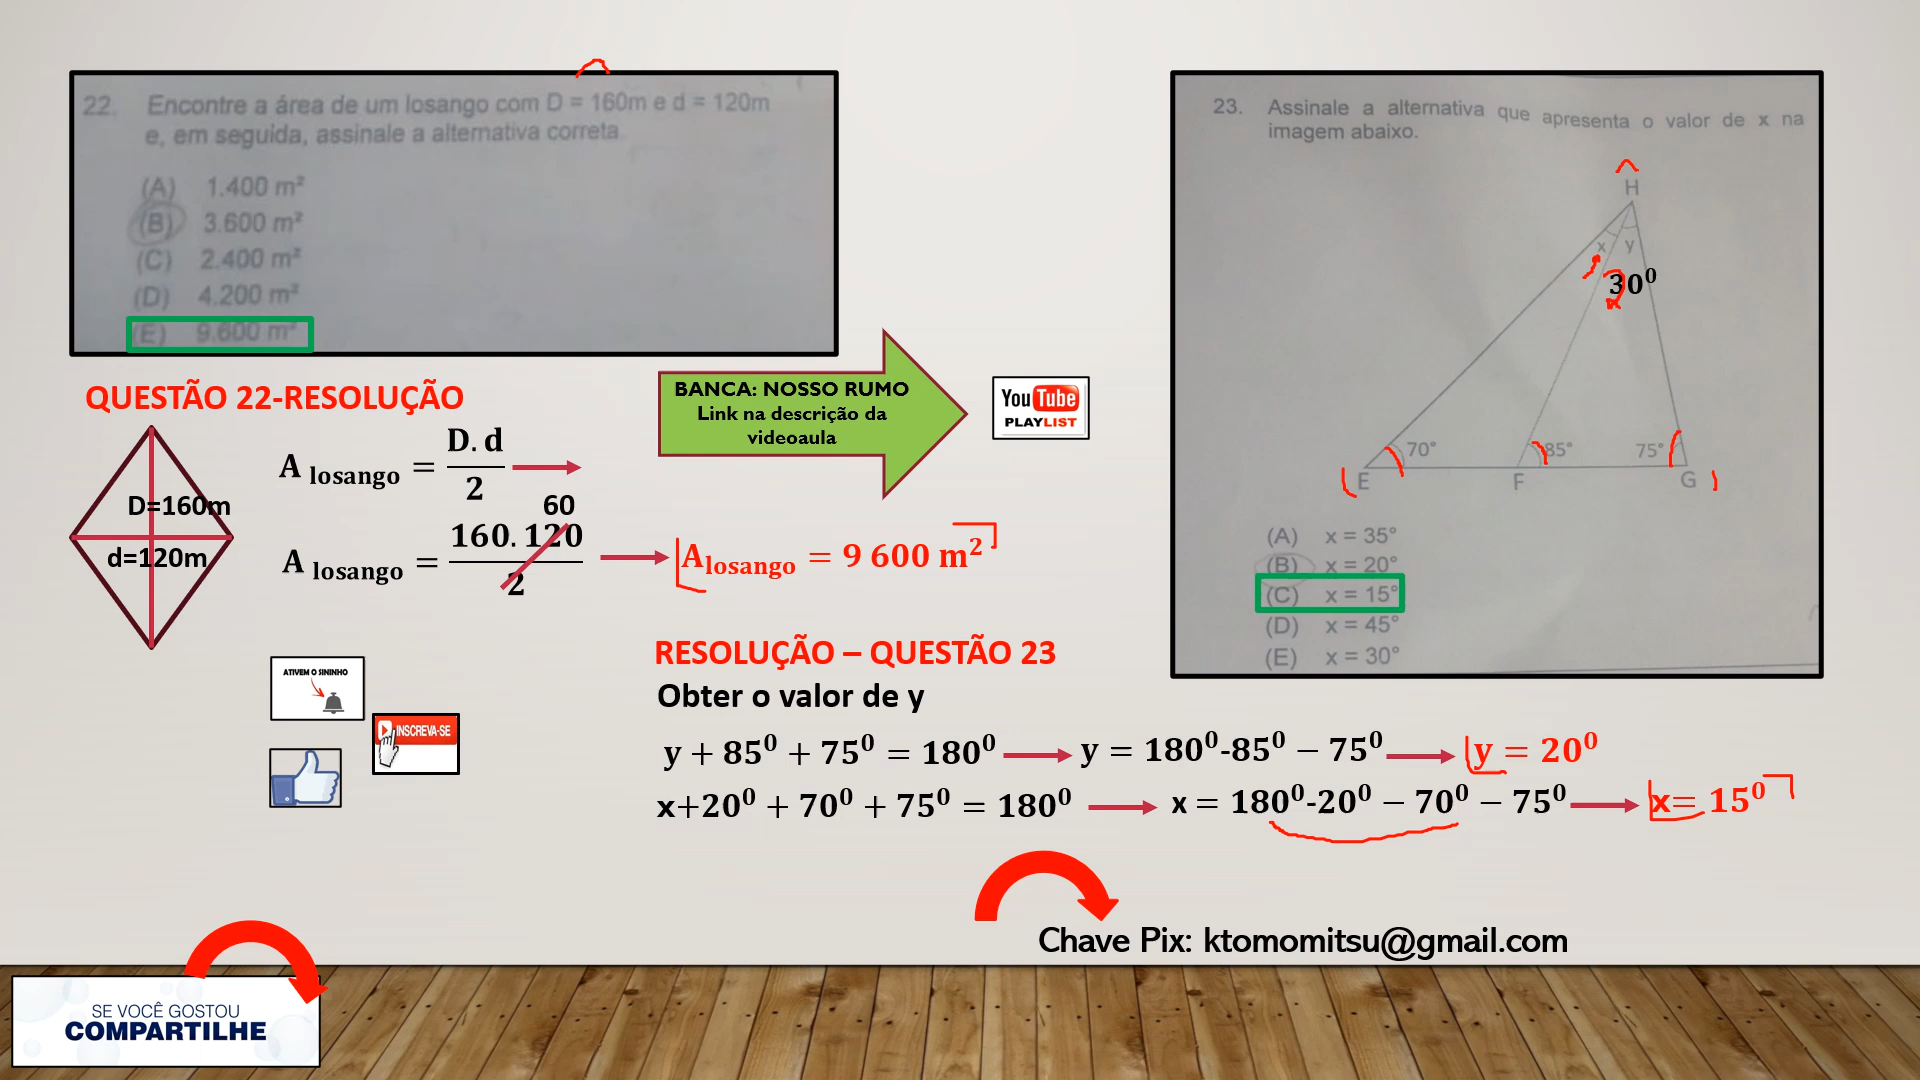 22. Encontre a área de um losango com D = 160m e d = 120m
e, em seguida, assinale a alternativa correta.
(A) 1.400 m²
(B) 3.600 m²
(C) 2.400 m²
(D) 4.200 m²
(E) 9.600 m²
QUESTÃO 22-RESOLUÇÃO
D=160m
d=120m
A losango = D. d / 2
60
A losango = 160. 120 / 2
A losango = 9 600 m²
BANCA: NOSSO RUMO
Link na descrição da
videoaula
YouTube
PLAYLIST
23. Assinale a alternativa que apresenta o valor de x na
imagem abaixo.
H
x y
30⁰
70° 85° 75°
E F G
(A) x = 35°
(B) x = 20°
(C) x = 15°
(D) x = 45°
(E) x = 30°
RESOLUÇÃO – QUESTÃO 23
Obter o valor de y
y + 85⁰ + 75⁰ = 180⁰ y = 180⁰-85⁰ − 75⁰ y = 20⁰
x+20⁰ + 70⁰ + 75⁰ = 180⁰ x = 180⁰-20⁰ − 70⁰ − 75⁰ x= 15⁰
ATIVEM O SININHO
INSCREVA-SE
Chave Pix: ktomomitsu@gmail.com
SE VOCÊ GOSTOU
COMPARTILHE